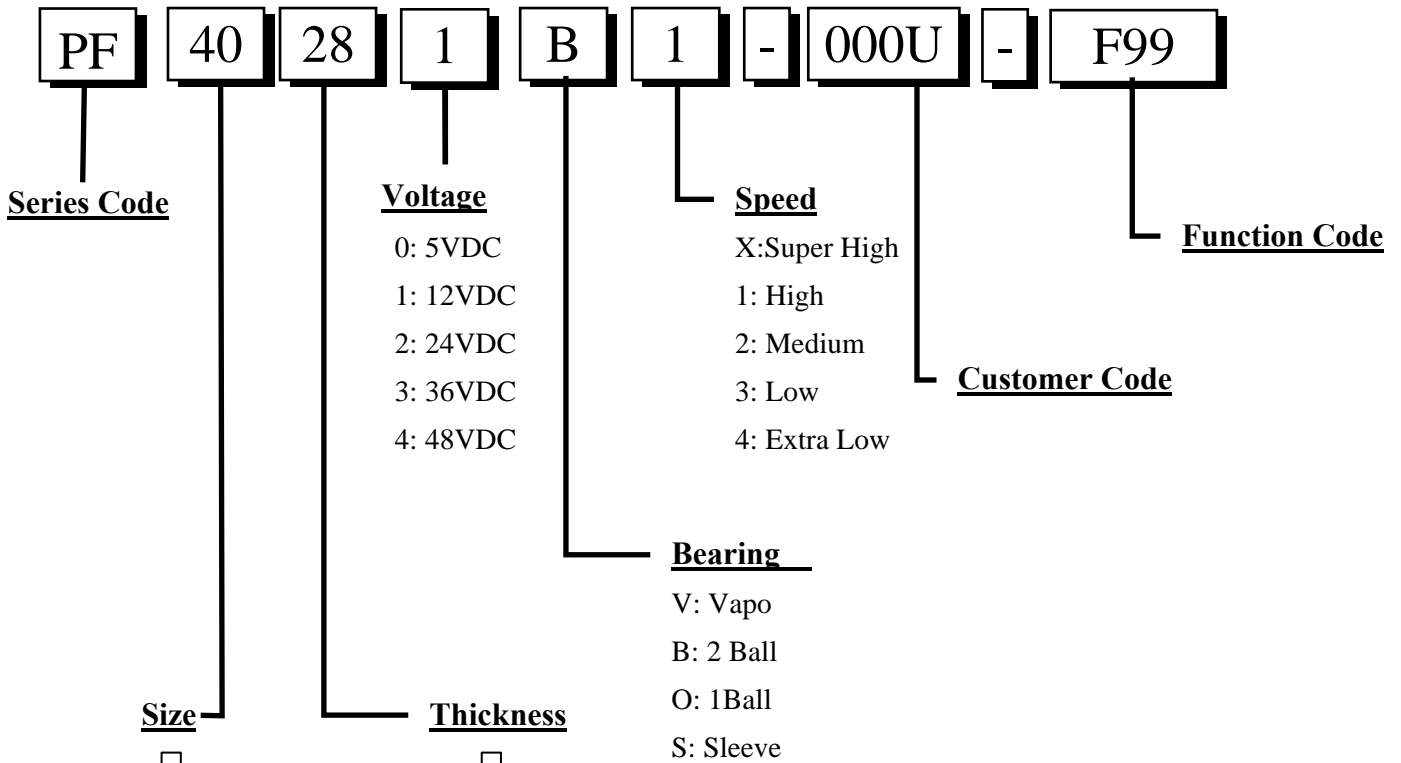 PF 40 28 1 B 1 - 000U - F99
Series Code
Voltage
0: 5VDC
1: 12VDC
2: 24VDC
3: 36VDC
4: 48VDC
Speed
X:Super High
1: High
2: Medium
3: Low
4: Extra Low
Function Code
Customer Code
Bearing
V: Vapo
B: 2 Ball
O: 1Ball
S: Sleeve
Size
Thickness